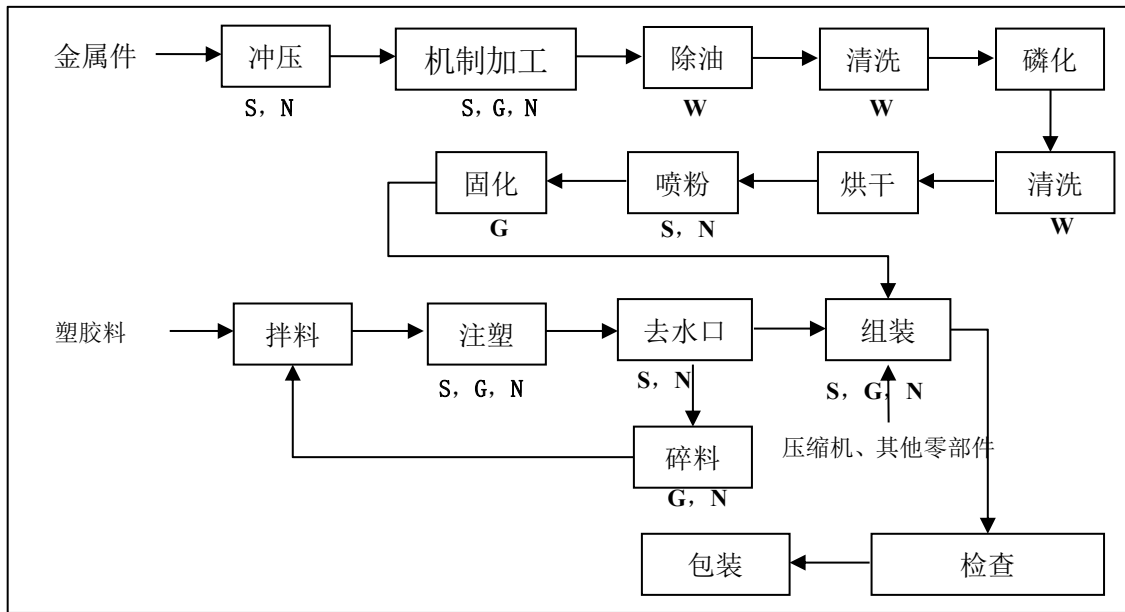 金属件 冲压 机制加工 除油 清洗 磷化
S, N S, G, N W W
固化 喷粉 烘干 清洗
G S, N W
塑胶料 拌料 注塑 去水口 组装
S, G, N S, N S, G, N
碎料 压缩机、其他零部件
G, N
包装 检查